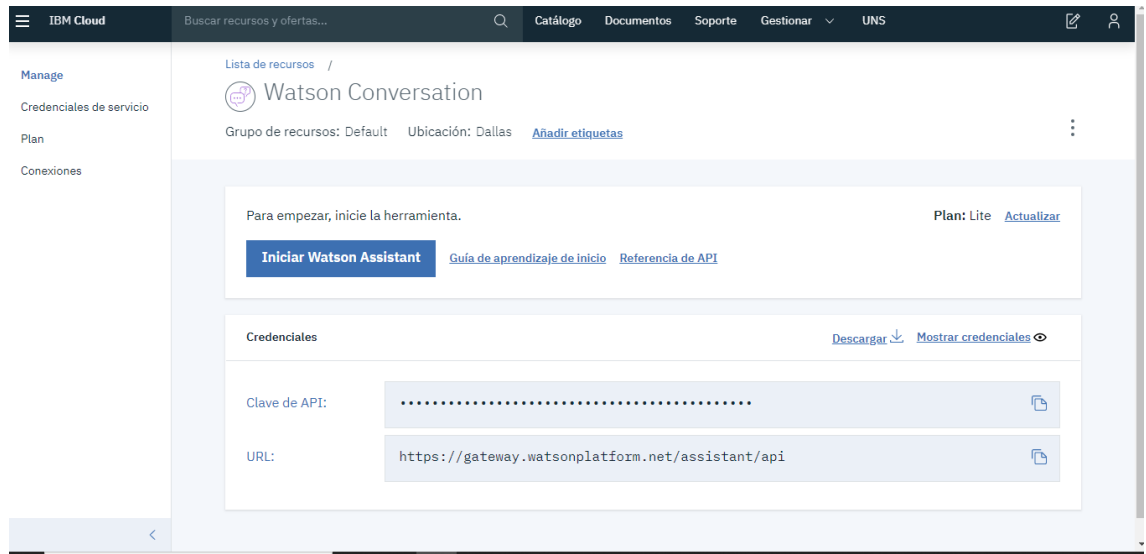 IBM Cloud
Buscar recursos y ofertas...
Catálogo
Documentos
Soporte
Gestionar
UNS
Manage
Credenciales de servicio
Plan
Conexiones
Lista de recursos /
Watson Conversation
Grupo de recursos: Default Ubicación: Dallas Añadir etiquetas
Para empezar, inicie la herramienta.
Plan: Lite Actualizar
Iniciar Watson Assistant
Guía de aprendizaje de inicio
Referencia de API
Credenciales
Descargar
Mostrar credenciales
Clave de API:
URL:
https://gateway.watsonplatform.net/assistant/api